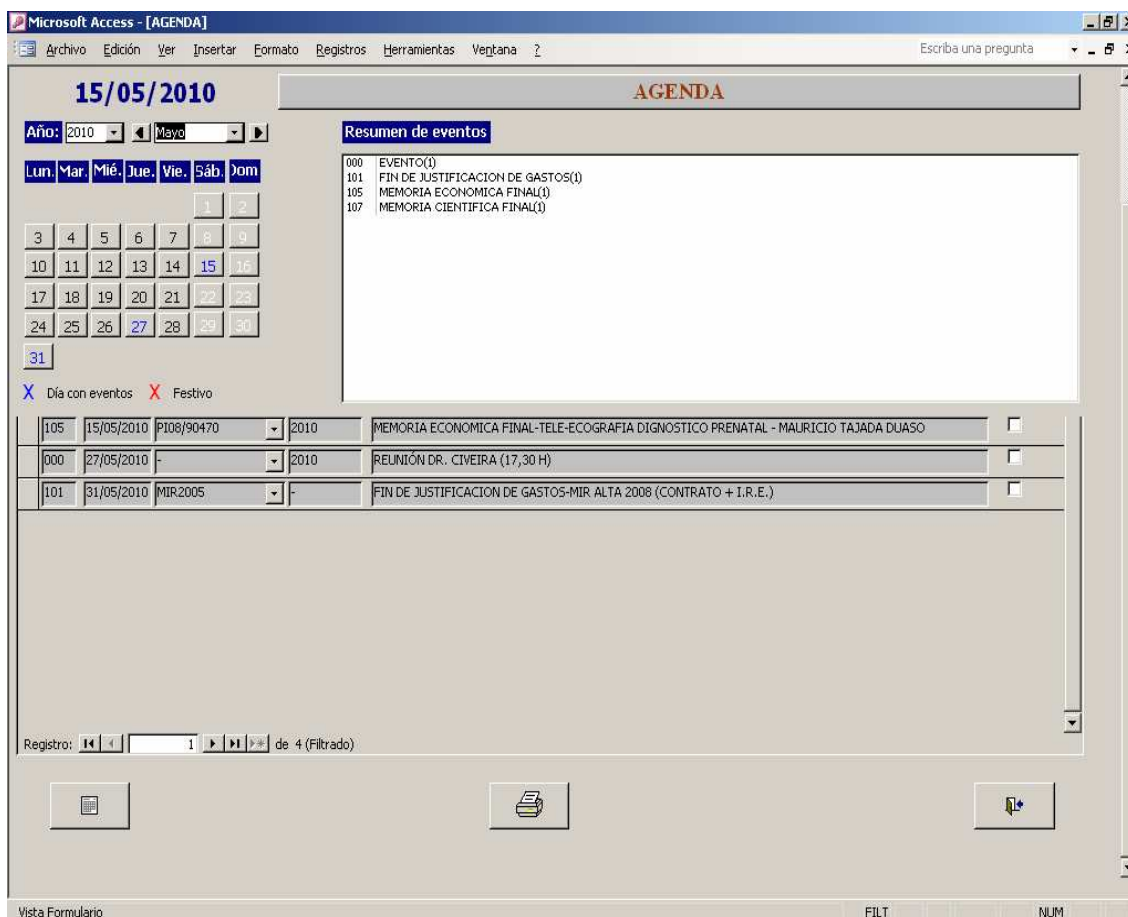 Microsoft Access - [AGENDA]
Archivo Edición Ver Insertar Formato Registros Herramientas Ventana ? Escriba una pregunta
15/05/2010 AGENDA
Año: 2010 Mayo Resumen de eventos
Lun. Mar. Mié. Jue. Vie. Sáb. Dom
000 EVENTO(1)
101 FIN DE JUSTIFICACION DE GASTOS(1)
105 MEMORIA ECONOMICA FINAL(1)
107 MEMORIA CIENTIFICA FINAL(1)
1 2
3 4 5 6 7 8 9
10 11 12 13 14 15 16
17 18 19 20 21 22 23
24 25 26 27 28 29 30
31
X Día con eventos X Festivo
105 15/05/2010 PI08/90470 2010 MEMORIA ECONOMICA FINAL-TELE-ECOGRAFIA DIGNOSTICO PRENATAL - MAURICIO TAJADA DUASO
000 27/05/2010 - 2010 REUNIÓN DR. CIVEIRA (17,30 H)
101 31/05/2010 MIR2005 - FIN DE JUSTIFICACION DE GASTOS-MIR ALTA 2008 (CONTRATO + I.R.E.)
Registro: 1 de 4 (Filtrado)
Vista Formulario FILT NUM